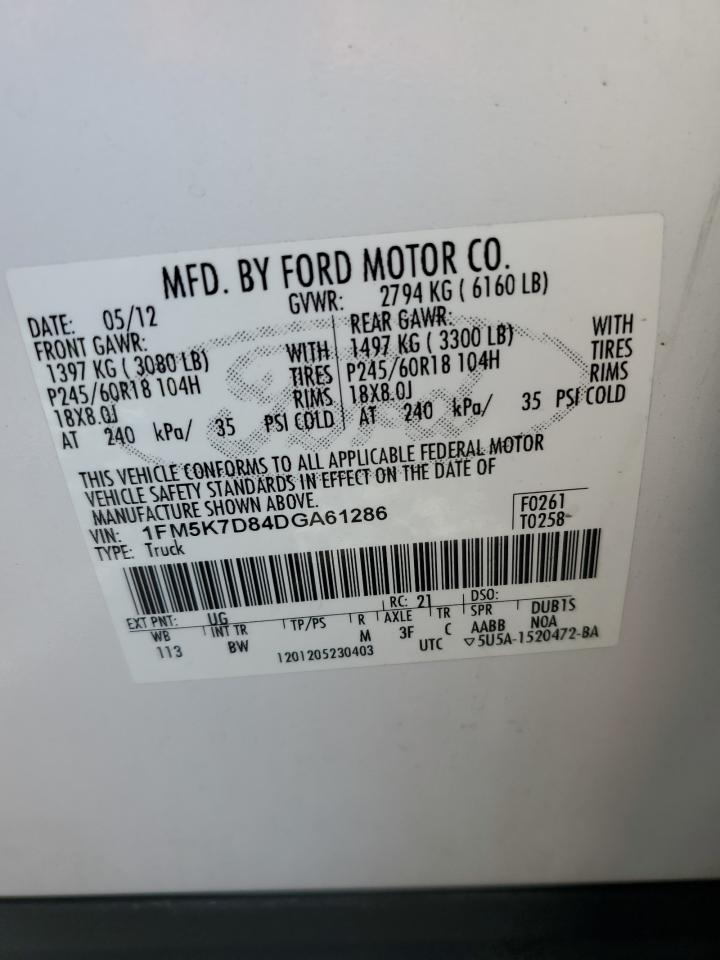 MFD. BY FORD MOTOR CO.
DATE: 05/12 GVWR: 2794 KG ( 6160 LB)
FRONT GAWR: REAR GAWR:
1397 KG ( 3080 LB) WITH 1497 KG ( 3300 LB) WITH
P245/60R18 104H TIRES P245/60R18 104H TIRES
18X8.0J RIMS 18X8.0J RIMS
AT 240 kPa/ 35 PSI COLD AT 240 kPa/ 35 PSI COLD
Ford
THIS VEHICLE CONFORMS TO ALL APPLICABLE FEDERAL MOTOR
VEHICLE SAFETY STANDARDS IN EFFECT ON THE DATE OF
MANUFACTURE SHOWN ABOVE.
VIN: 1FM5K7D84DGA61286 F0261
TYPE: Truck T0258
EXT PNT: UG RC: 21 DSO:
WB INT TR TP/PS R AXLE TR SPR DUB1S
113 BW M 3F C AABB NOA
1201205230403 UTC ▽5U5A-1520472-BA